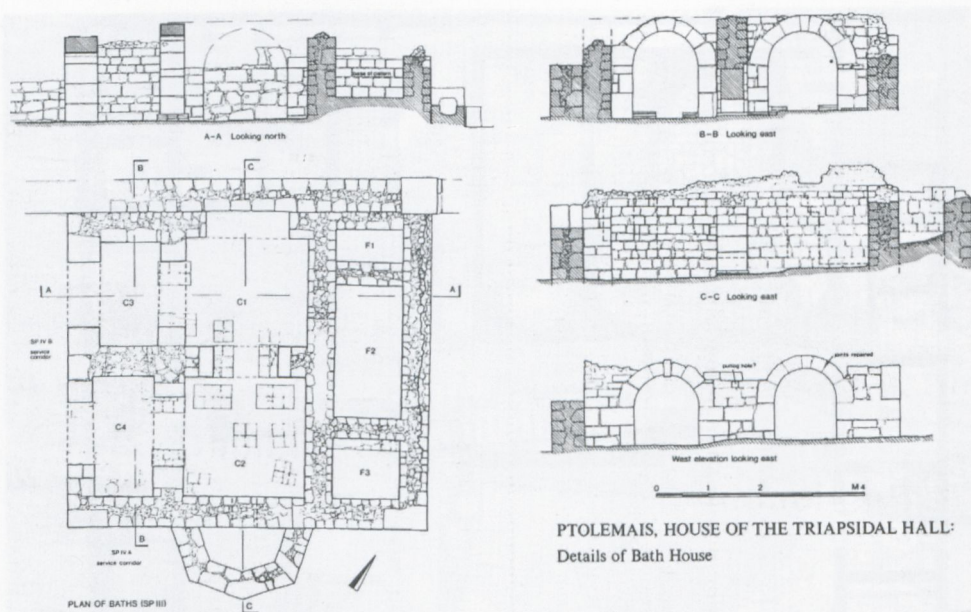 A-A Looking north
B-B Looking east
B
C
F1
A
C3
C1
A
SP IV B
service
corridor
F2
C-C Looking east
joints repaired
putlog hole?
C4
C2
F3
West elevation looking east
0 1 2 M 4
B
SP IV A
service corridor
C
PLAN OF BATHS (SP III)
PTOLEMAIS, HOUSE OF THE TRIAPSIDAL HALL:
Details of Bath House